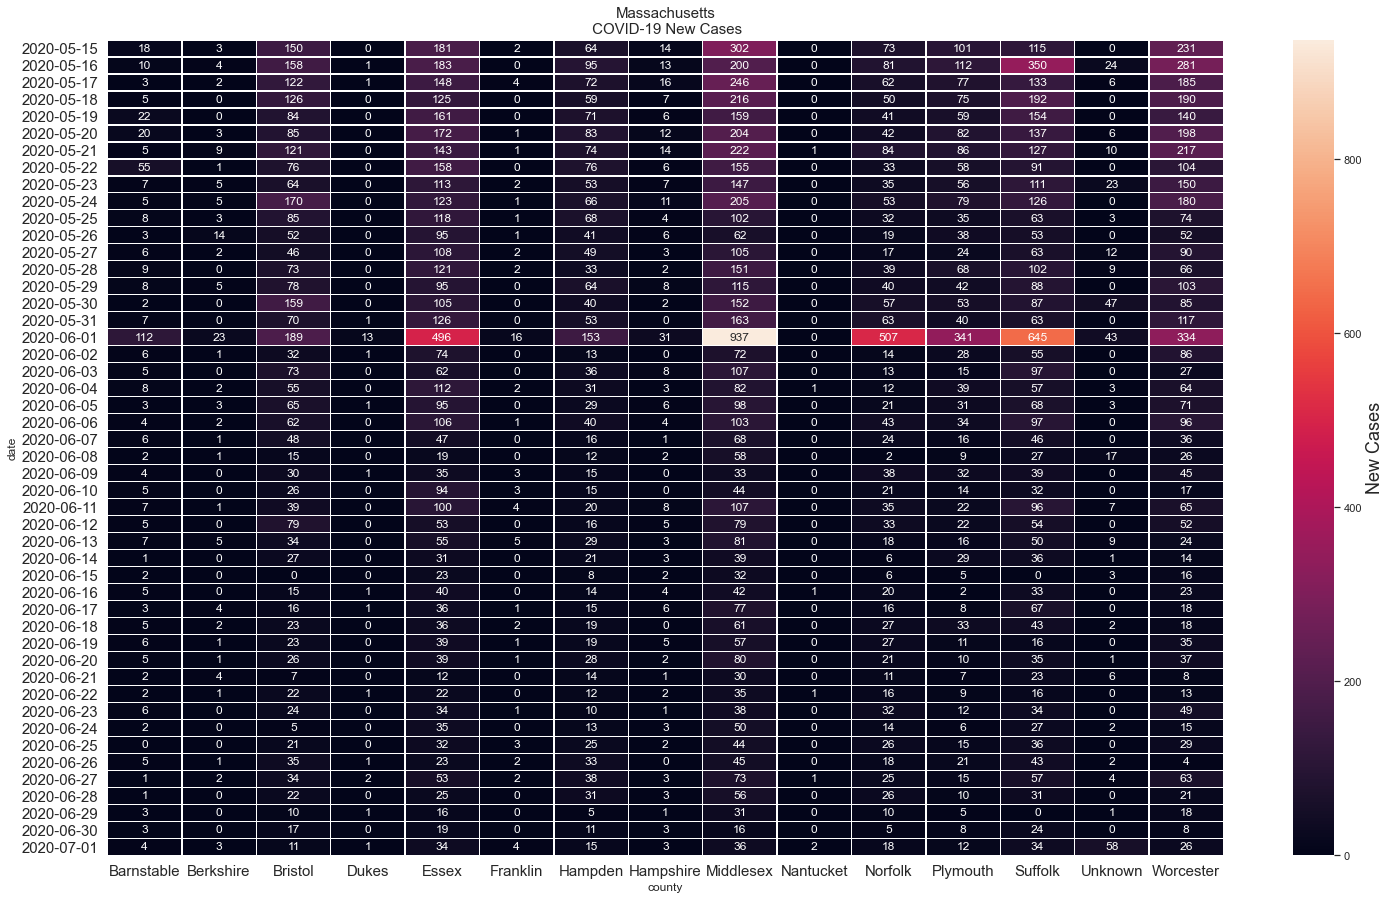 Massachusetts
COVID-19 New Cases
2020-05-15 18 3 150 0 181 2 64 14 302 0 73 101 115 0 231
2020-05-16 10 4 158 1 183 0 95 13 200 0 81 112 350 24 281
2020-05-17 3 2 122 1 148 4 72 16 246 0 62 77 133 6 185
2020-05-18 5 0 126 0 125 0 59 7 216 0 50 75 192 0 190
2020-05-19 22 0 84 0 161 0 71 6 159 0 41 59 154 0 140
2020-05-20 20 3 85 0 172 1 83 12 204 0 42 82 137 6 198
2020-05-21 5 9 121 0 143 1 74 14 222 1 84 86 127 10 217
2020-05-22 55 1 76 0 158 0 76 6 155 0 33 58 91 0 104
2020-05-23 7 5 64 0 113 2 53 7 147 0 35 56 111 23 150
2020-05-24 5 5 170 0 123 1 66 11 205 0 53 79 126 0 180
2020-05-25 8 3 85 0 118 1 68 4 102 0 32 35 63 3 74
2020-05-26 3 14 52 0 95 1 41 6 62 0 19 38 53 0 52
2020-05-27 6 2 46 0 108 2 49 3 105 0 17 24 63 12 90
2020-05-28 9 0 73 0 121 2 33 2 151 0 39 68 102 9 66
2020-05-29 8 5 78 0 95 0 64 8 115 0 40 42 88 0 103
2020-05-30 2 0 159 0 105 0 40 2 152 0 57 53 87 47 85
2020-05-31 7 0 70 1 126 0 53 0 163 0 63 40 63 0 117
2020-06-01 112 23 189 13 496 16 153 31 937 0 507 341 645 43 334
2020-06-02 6 1 32 1 74 0 13 0 72 0 14 28 55 0 86
2020-06-03 5 0 73 0 62 0 36 8 107 0 13 15 97 0 27
2020-06-04 8 2 55 0 112 2 31 3 82 1 12 39 57 3 64
2020-06-05 3 3 65 1 95 0 29 6 98 0 21 31 68 3 71
2020-06-06 4 2 62 0 106 1 40 4 103 0 43 34 97 0 96
2020-06-07 6 1 48 0 47 0 16 1 68 0 24 16 46 0 36
2020-06-08 2 1 15 0 19 0 12 2 58 0 2 9 27 17 26
2020-06-09 4 0 30 1 35 3 15 0 33 0 38 32 39 0 45
2020-06-10 5 0 26 0 94 3 15 0 44 0 21 14 32 0 17
2020-06-11 7 1 39 0 100 4 20 8 107 0 35 22 96 7 65
2020-06-12 5 0 79 0 53 0 16 5 79 0 33 22 54 0 52
2020-06-13 7 5 34 0 55 5 29 3 81 0 18 16 50 9 24
2020-06-14 1 0 27 0 31 0 21 3 39 0 6 29 36 1 14
2020-06-15 2 0 0 0 23 0 8 2 32 0 6 5 0 3 16
2020-06-16 5 0 15 1 40 0 14 4 42 1 20 2 33 0 23
2020-06-17 3 4 16 1 36 1 15 6 77 0 16 8 67 0 18
2020-06-18 5 2 23 0 36 2 19 0 61 0 27 33 43 2 18
2020-06-19 6 1 23 0 39 1 19 5 57 0 27 11 16 0 35
2020-06-20 5 1 26 0 39 1 28 2 80 0 21 10 35 1 37
2020-06-21 2 4 7 0 12 0 14 1 30 0 11 7 23 6 8
2020-06-22 2 1 22 1 22 0 12 2 35 1 16 9 16 0 13
2020-06-23 6 0 24 0 34 1 10 1 38 0 32 12 34 0 49
2020-06-24 2 0 5 0 35 0 13 3 50 0 14 6 27 2 15
2020-06-25 0 0 21 0 32 3 25 2 44 0 26 15 36 0 29
2020-06-26 5 1 35 1 23 2 33 0 45 0 18 21 43 2 4
2020-06-27 1 2 34 2 53 2 38 3 73 1 25 15 57 4 63
2020-06-28 1 0 22 0 25 0 31 3 56 0 26 10 31 0 21
2020-06-29 3 0 10 1 16 0 5 1 31 0 10 5 0 1 18
2020-06-30 3 0 17 0 19 0 11 3 16 0 5 8 24 0 8
2020-07-01 4 3 11 1 34 4 15 3 36 2 18 12 34 58 26
Barnstable Berkshire Bristol Dukes Essex Franklin Hampden Hampshire Middlesex Nantucket Norfolk Plymouth Suffolk Unknown Worcester
county
date
800
600
400
200
0
New Cases